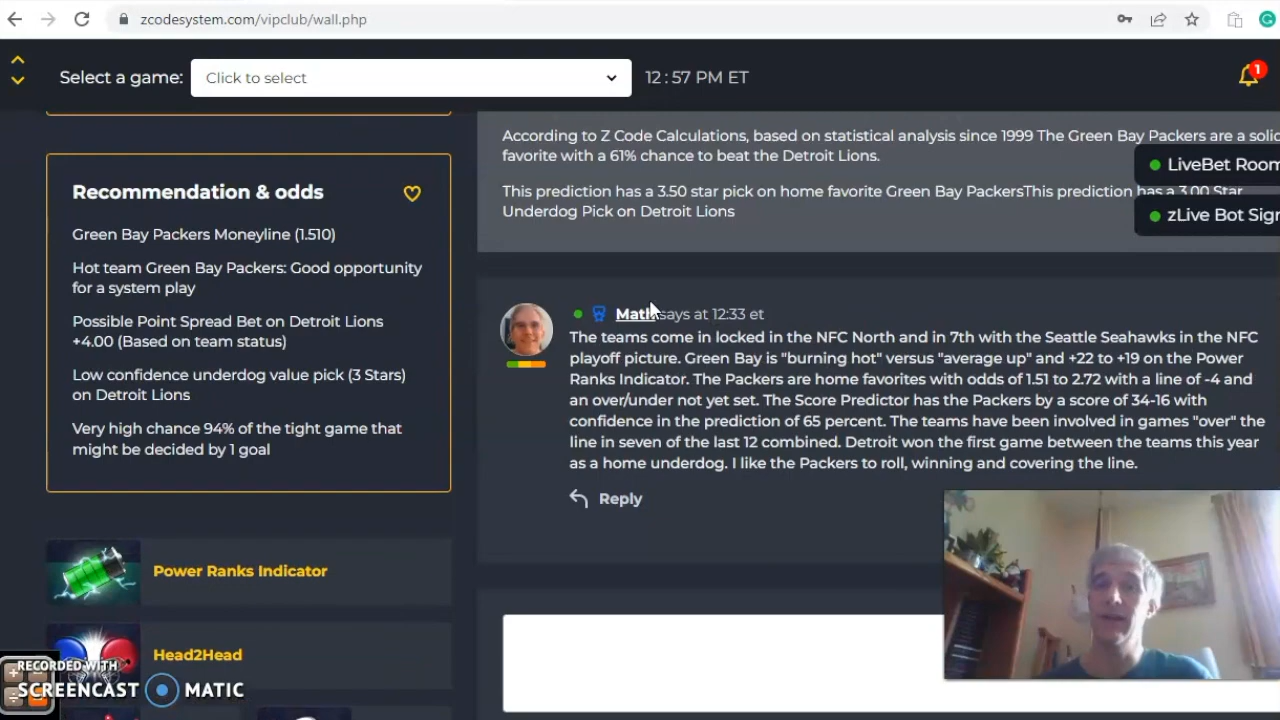 zcodesystem.com/vipclub/wall.php
Select a game:
Click to select
12 : 57 PM ET
1
Recommendation & odds
Green Bay Packers Moneyline (1.510)
Hot team Green Bay Packers: Good opportunity
for a system play
Possible Point Spread Bet on Detroit Lions
+4.00 (Based on team status)
Low confidence underdog value pick (3 Stars)
on Detroit Lions
Very high chance 94% of the tight game that
might be decided by 1 goal
Power Ranks Indicator
Head2Head
RECORDED WITH
SCREENCAST MATIC
According to Z Code Calculations, based on statistical analysis since 1999 The Green Bay Packers are a
favorite with a 61% chance to beat the Detroit Lions.
This prediction has a 3.50 star pick on home favorite Green Bay PackersThis prediction has a 3.00 Star
Underdog Pick on Detroit Lions
LiveBet
zLive Bot
says at 12:33 et
The teams come in locked in the NFC North and in 7th with the Seattle Seahawks in the NFC
playoff picture. Green Bay is "burning hot" versus "average up" and +22 to +19 on the Power
Ranks Indicator. The Packers are home favorites with odds of 1.51 to 2.72 with a line of -4 and
an over/under not yet set. The Score Predictor has the Packers by a score of 34-16 with
confidence in the prediction of 65 percent. The teams have been involved in games "over" the
line in seven of the last 12 combined. Detroit won the first game between the teams this year
as a home underdog. I like the Packers to roll, winning and covering the line.
Reply